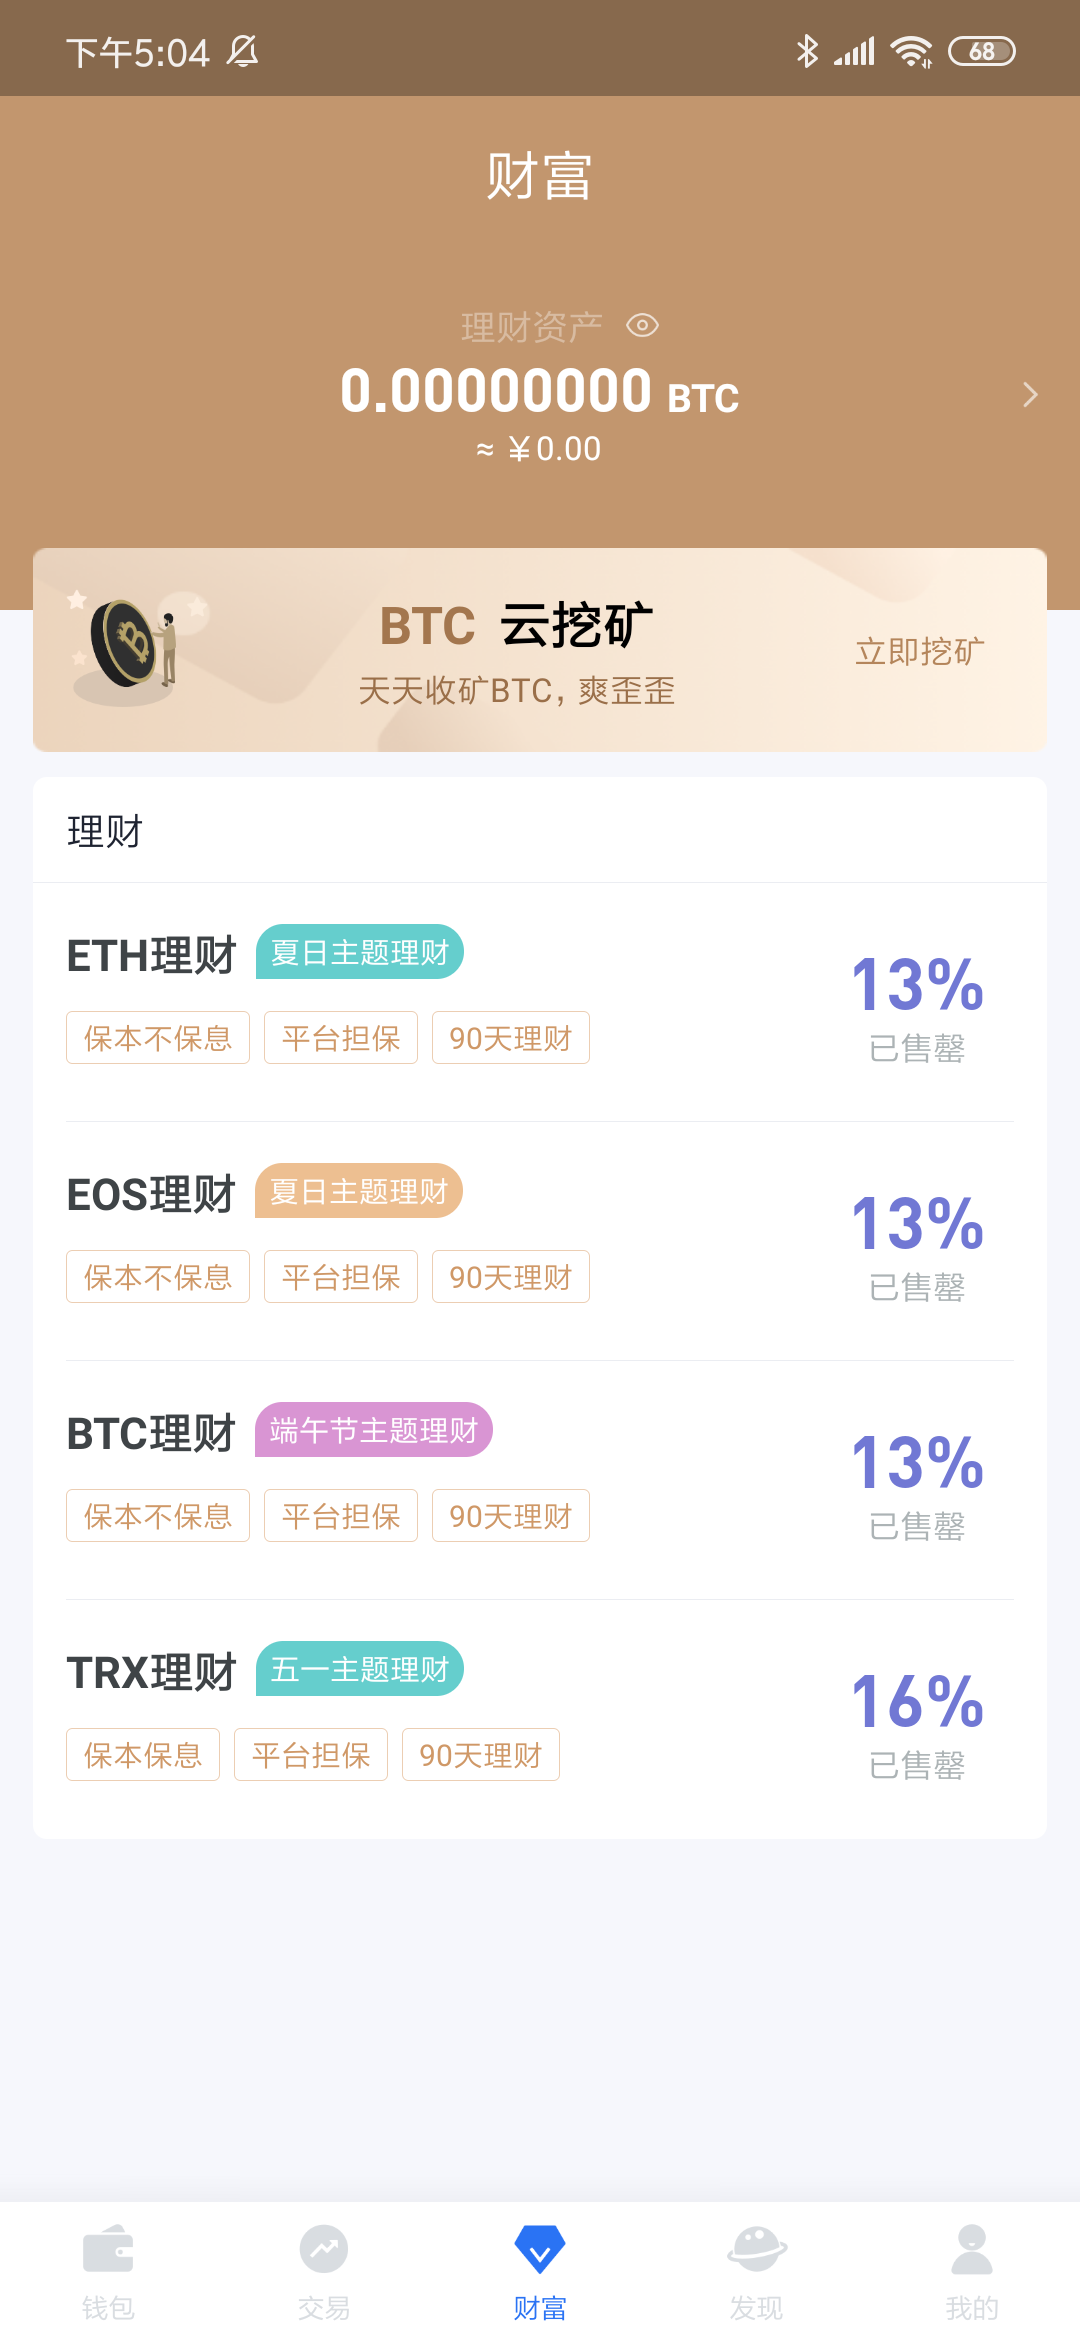 下午5:04
68
财富
理财资产
0.00000000 BTC
≈ ￥0.00
BTC 云挖矿
天天收矿BTC，爽歪歪
立即挖矿
理财
ETH理财 夏日主题理财
13%
保本不保息 平台担保 90天理财
已售罄
EOS理财 夏日主题理财
13%
保本不保息 平台担保 90天理财
已售罄
BTC理财 端午节主题理财
13%
保本不保息 平台担保 90天理财
已售罄
TRX理财 五一主题理财
16%
保本保息 平台担保 90天理财
已售罄
钱包 交易 财富 发现 我的